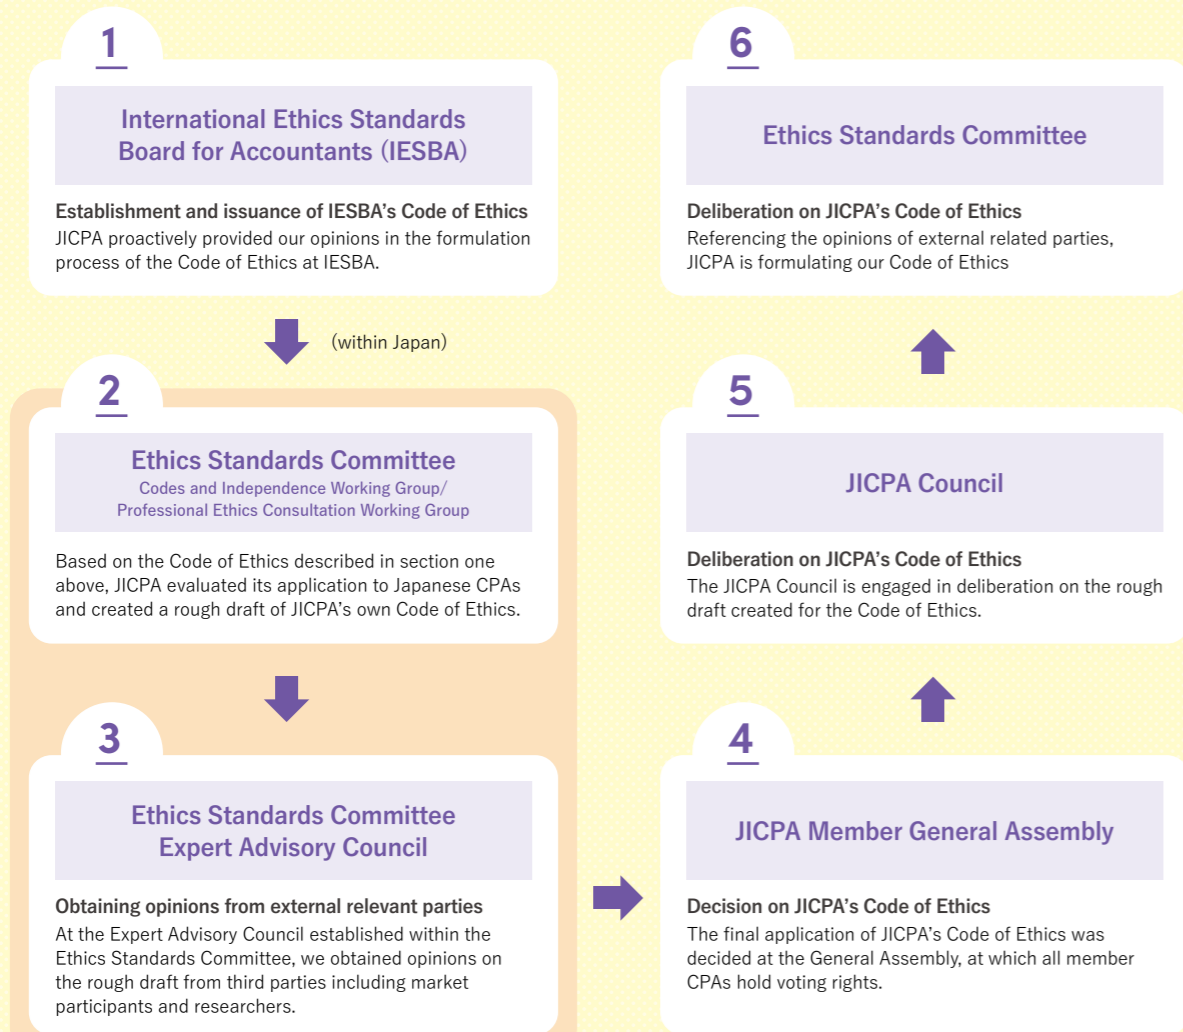 1
International Ethics Standards
Board for Accountants (IESBA)
Establishment and issuance of IESBA's Code of Ethics
JICPA proactively provided our opinions in the formulation
process of the Code of Ethics at IESBA.
(within Japan)
2
Ethics Standards Committee
Codes and Independence Working Group/
Professional Ethics Consultation Working Group
Based on the Code of Ethics described in section one
above, JICPA evaluated its application to Japanese CPAs
and created a rough draft of JICPA's own Code of Ethics.
3
Ethics Standards Committee
Expert Advisory Council
Obtaining opinions from external relevant parties
At the Expert Advisory Council established within the
Ethics Standards Committee, we obtained opinions on
the rough draft from third parties including market
participants and researchers.
4
JICPA Member General Assembly
Decision on JICPA's Code of Ethics
The final application of JICPA's Code of Ethics was
decided at the General Assembly, at which all member
CPAs hold voting rights.
5
JICPA Council
Deliberation on JICPA's Code of Ethics
The JICPA Council is engaged in deliberation on the rough
draft created for the Code of Ethics.
6
Ethics Standards Committee
Deliberation on JICPA's Code of Ethics
Referencing the opinions of external related parties,
JICPA is formulating our Code of Ethics